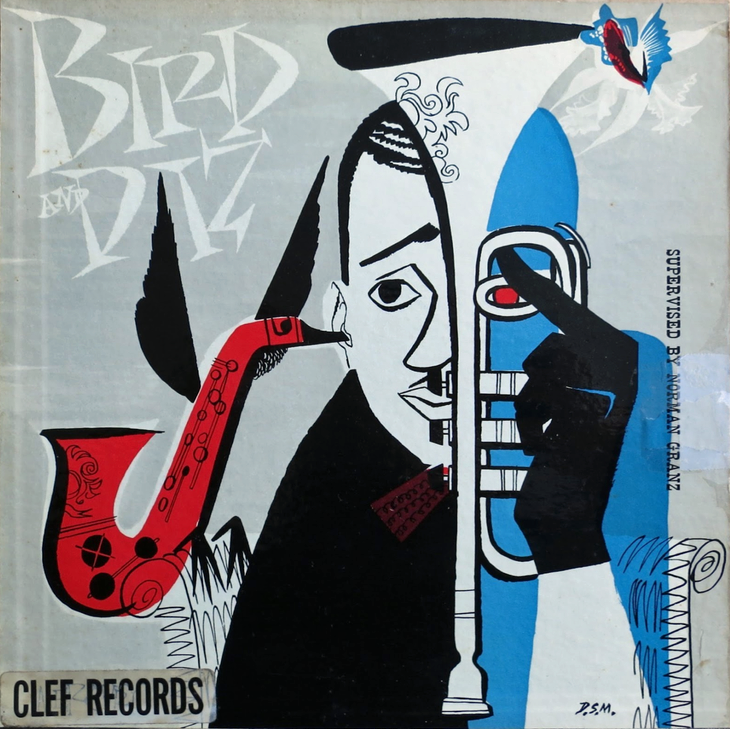 BIRD
AND DIZ
SUPERVISED BY NORMAN GRANZ
CLEF RECORDS
D.S.M.